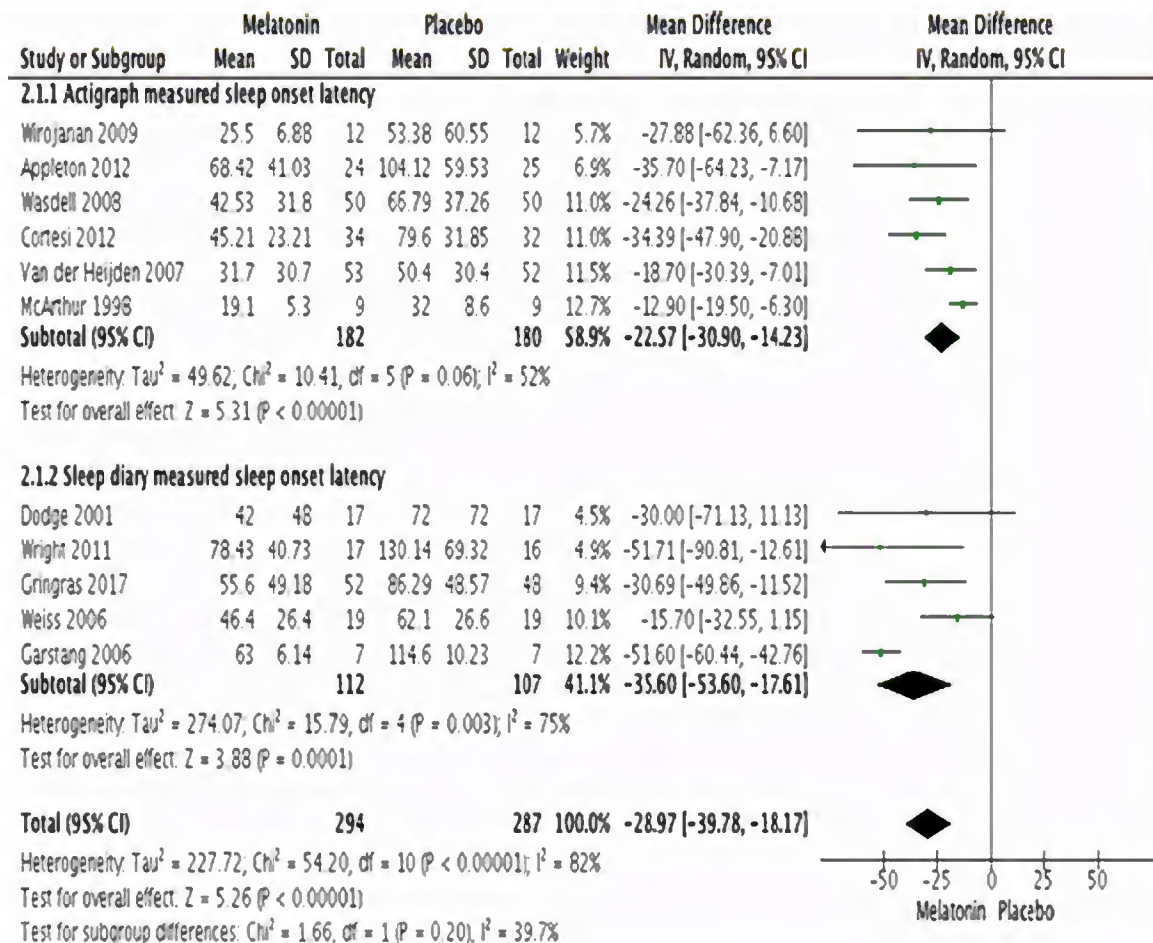 Melatonin Placebo Mean Difference Mean Difference
Study or Subgroup Mean SD Total Mean SD Total Weight IV, Random, 95% CI IV, Random, 95% CI
2.1.1 Actigraph measured sleep onset latency
Wirojanan 2009 25.5 6.88 12 53.38 60.55 12 5.7% -27.88 [-62.36, 6.60]
Appleton 2012 68.42 41.03 24 104.12 59.53 25 6.9% -35.70 [-64.23, -7.17]
Wasdell 2008 42.53 31.8 50 66.79 37.26 50 11.0% -24.26 [-37.84, -10.68]
Cortesi 2012 45.21 23.21 34 79.6 31.85 32 11.0% -34.39 [-47.90, -20.88]
Van der Heijden 2007 31.7 30.7 53 50.4 30.4 52 11.5% -18.70 [-30.39, -7.01]
McArthur 1998 19.1 5.3 9 32 8.6 9 12.7% -12.90 [-19.50, -6.30]
Subtotal (95% CI) 182 180 58.9% -22.57 [-30.90, -14.23]
Heterogeneity: Tau² = 49.62; Chi² = 10.41, df = 5 (P = 0.06); I² = 52%
Test for overall effect: Z = 5.31 (P < 0.00001)
2.1.2 Sleep diary measured sleep onset latency
Dodge 2001 42 48 17 72 72 17 4.5% -30.00 [-71.13, 11.13]
Wright 2011 78.43 40.73 17 130.14 69.32 16 4.9% -51.71 [-90.81, -12.61]
Gringras 2017 55.6 49.18 52 86.29 48.57 48 9.4% -30.69 [-49.86, -11.52]
Weiss 2006 46.4 26.4 19 62.1 26.6 19 10.1% -15.70 [-32.55, 1.15]
Garstang 2006 63 6.14 7 114.6 10.23 7 12.2% -51.60 [-60.44, -42.76]
Subtotal (95% CI) 112 107 41.1% -35.60 [-53.60, -17.61]
Heterogeneity: Tau² = 274.07; Chi² = 15.79, df = 4 (P = 0.003); I² = 75%
Test for overall effect: Z = 3.88 (P = 0.0001)
Total (95% CI) 294 287 100.0% -28.97 [-39.78, -18.17]
Heterogeneity: Tau² = 227.72; Chi² = 54.20, df = 10 (P < 0.00001); I² = 82%
Test for overall effect: Z = 5.26 (P < 0.00001)
Test for subgroup differences: Chi² = 1.66, df = 1 (P = 0.20), I² = 39.7%
-50 -25 0 25 50
Melatonin Placebo